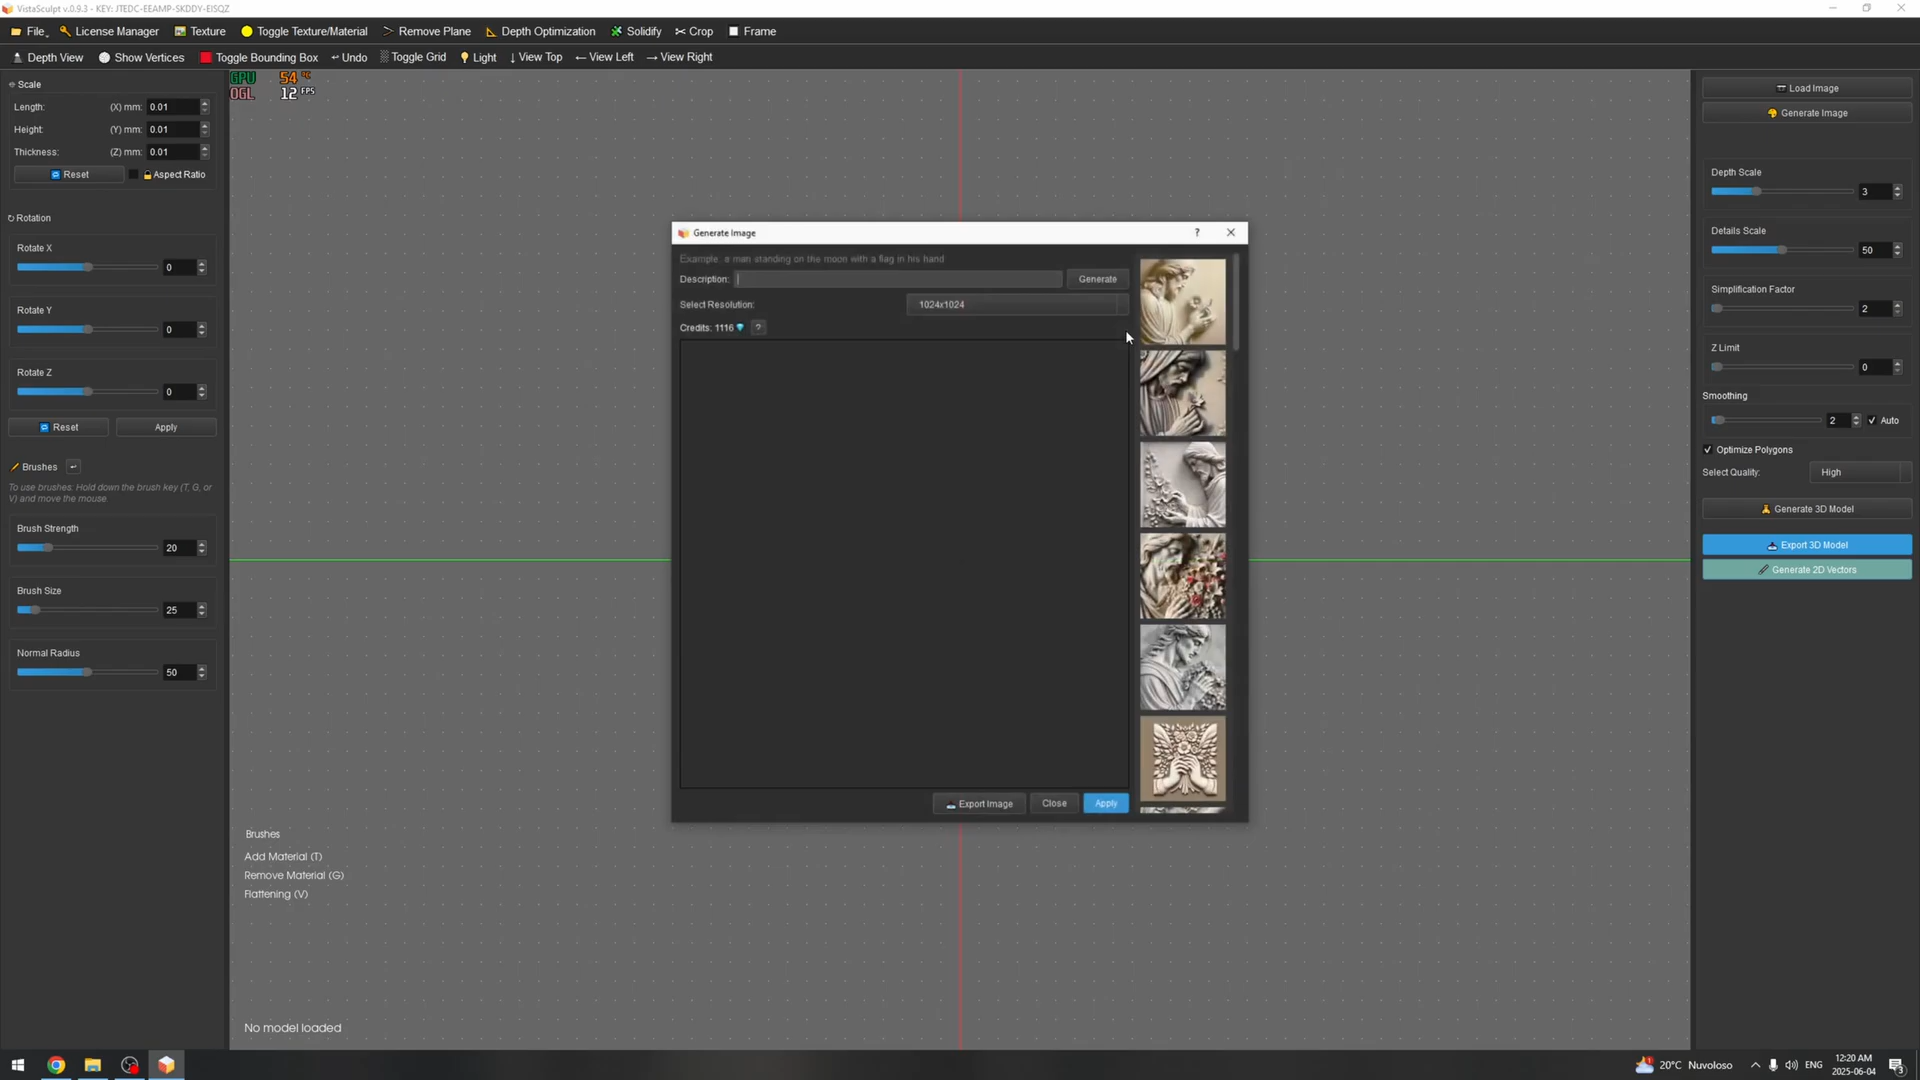 VistaSculpt v.0.9.3 - KEY: JTEDC-EEAMP-SKDDY-EISQZ
File License Manager Texture Toggle Texture/Material Remove Plane Depth Optimization Solidify Crop Frame
Depth View Show Vertices Toggle Bounding Box Undo Toggle Grid Light View Top View Left View Right
Scale
Length: (X) mm: 0.01
Height: (Y) mm: 0.01
Thickness: (Z) mm: 0.01
Reset Aspect Ratio
Rotation
Rotate X
0
Rotate Y
0
Rotate Z
0
Reset Apply
Brushes
To use brushes: Hold down the brush key (T, G, or
V) and move the mouse.
Brush Strength
20
Brush Size
25
Normal Radius
50
GPU 54 °C
OGL 12 FPS
Generate Image ?
Example: a man standing on the moon with a flag in his hand
Description: Generate
Select Resolution: 1024x1024
Credits: 1116 ?
Export Image Close Apply
Brushes
Add Material (T)
Remove Material (G)
Flattening (V)
No model loaded
Load Image
Generate Image
Depth Scale
3
Details Scale
50
Simplification Factor
2
Z Limit
0
Smoothing
2 Auto
Optimize Polygons
Select Quality: High
Generate 3D Model
Export 3D Model
Generate 2D Vectors
20°C Nuvoloso ENG 12:20 AM
2025-06-04
3